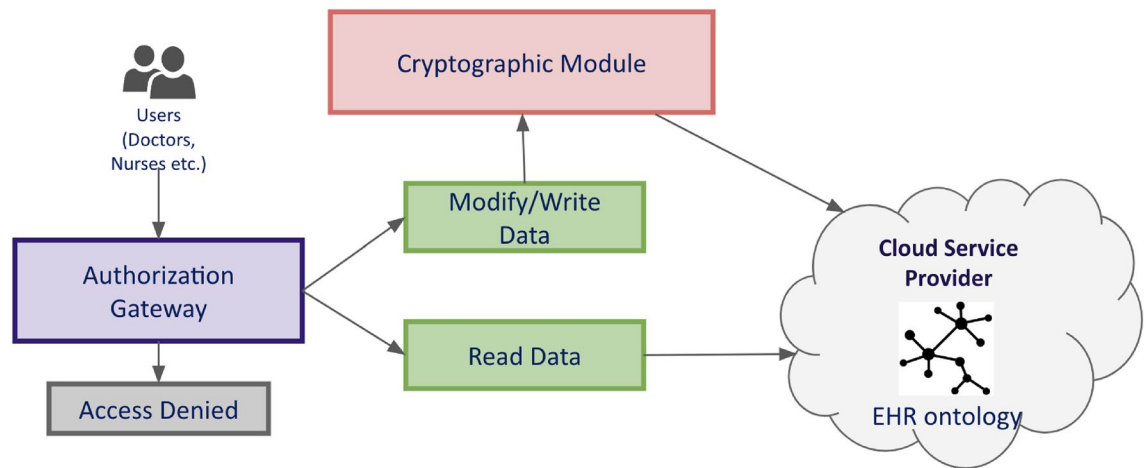 Users
(Doctors,
Nurses etc.)
Cryptographic Module
Modify/Write
Data
Authorization
Gateway
Read Data
Access Denied
Cloud Service
Provider
EHR ontology